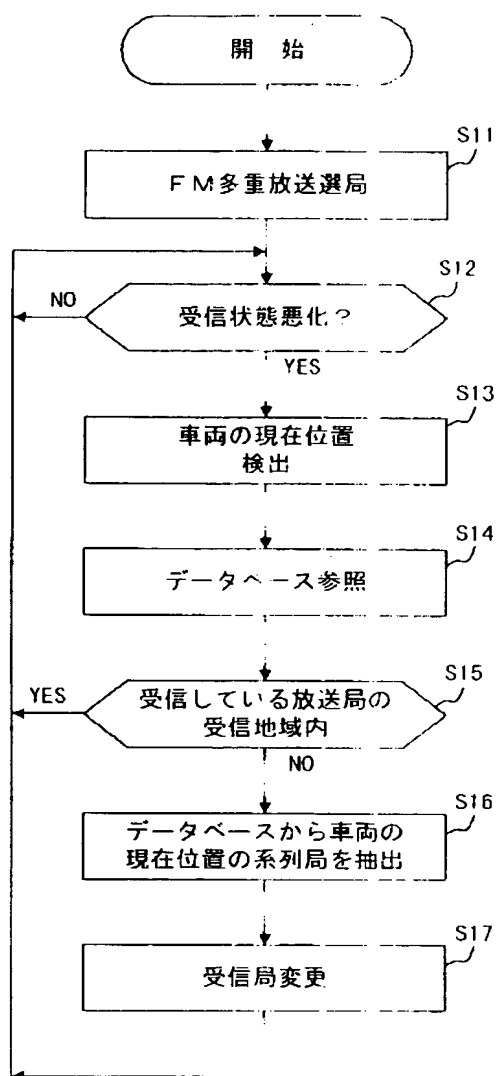 開始
S11
FM多重放送選局
S12
NO
受信状態悪化?
YES
S13
車両の現在位置
検出
S14
データベース参照
S15
YES
受信している放送局の
受信地域内
NO
S16
データベースから車両の
現在位置の系列局を抽出
S17
受信局変更